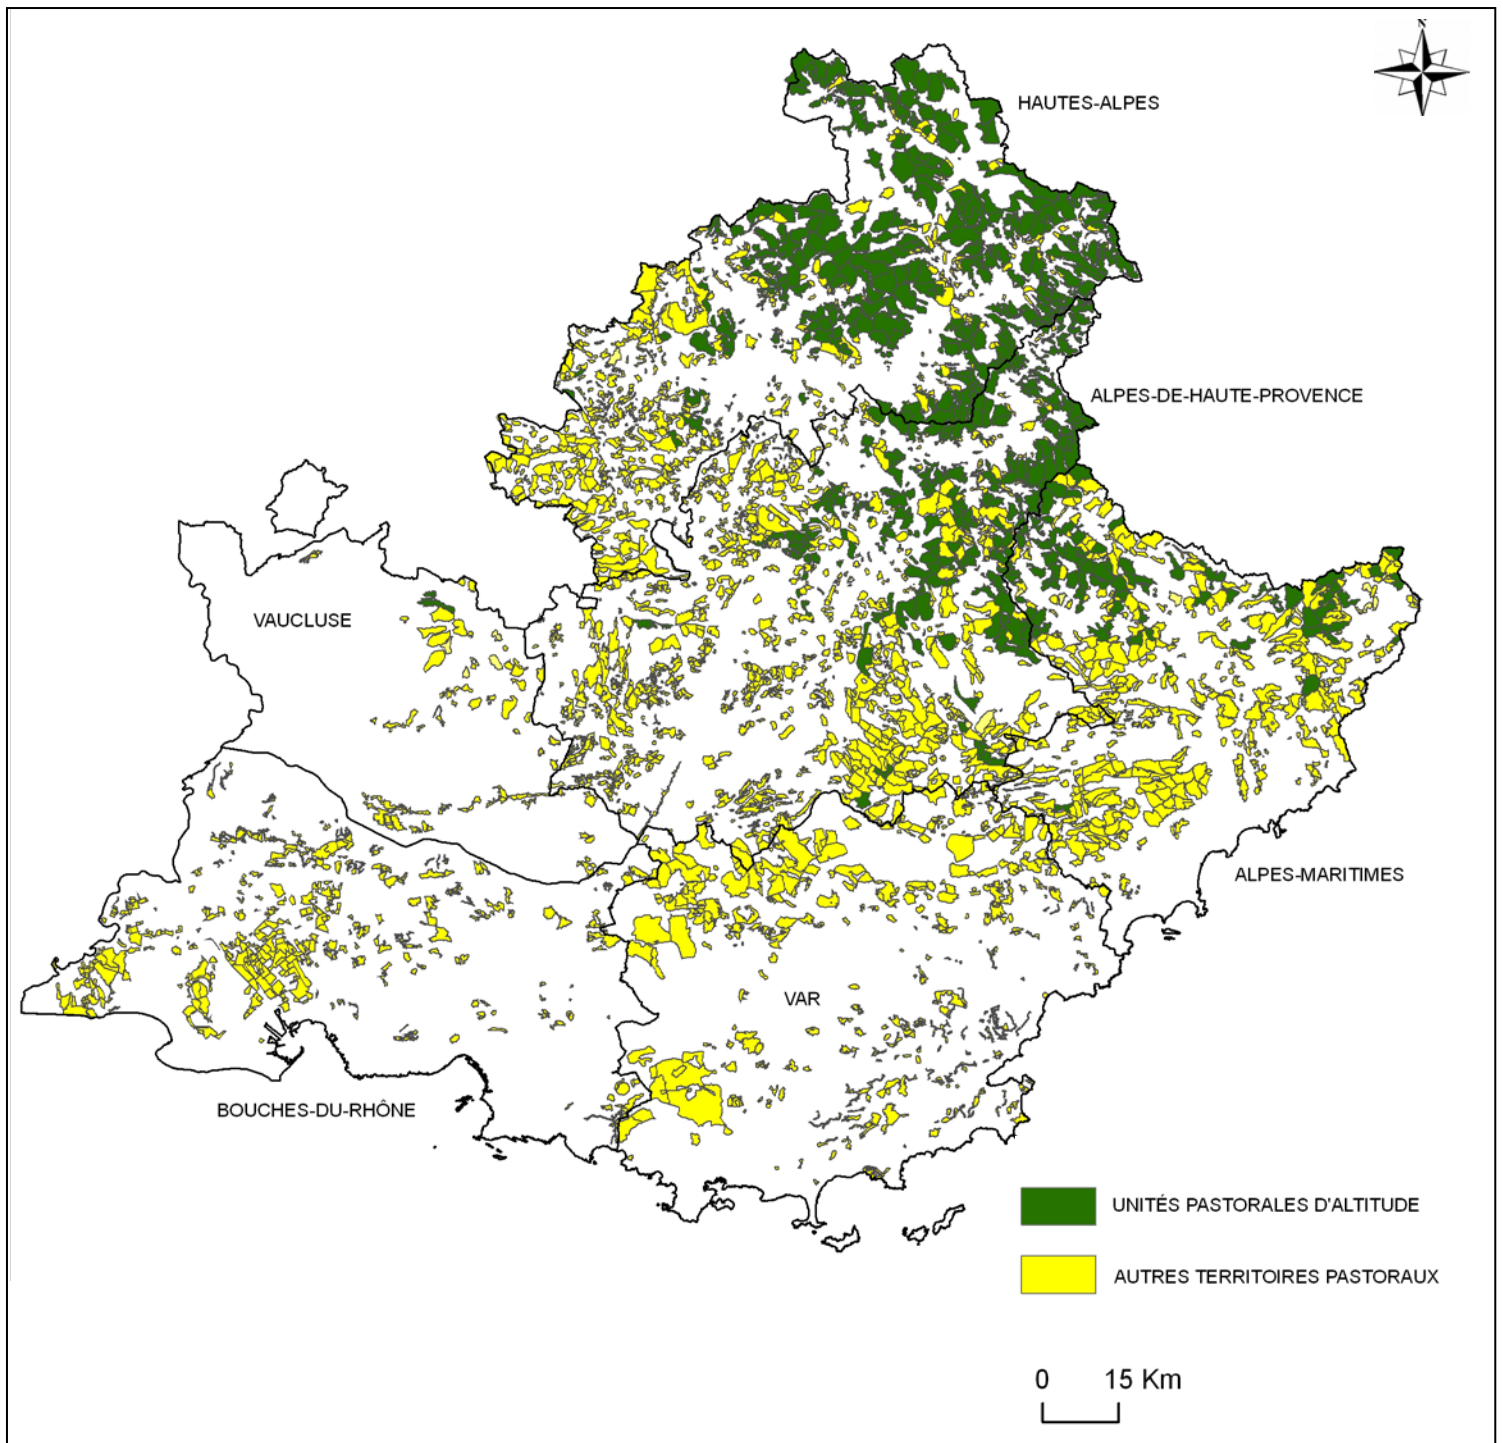 N
HAUTES-ALPES
ALPES-DE-HAUTE-PROVENCE
VAUCLUSE
ALPES-MARITIMES
VAR
BOUCHES-DU-RHÔNE
UNITÉS PASTORALES D'ALTITUDE
AUTRES TERRITOIRES PASTORAUX
0 15 Km